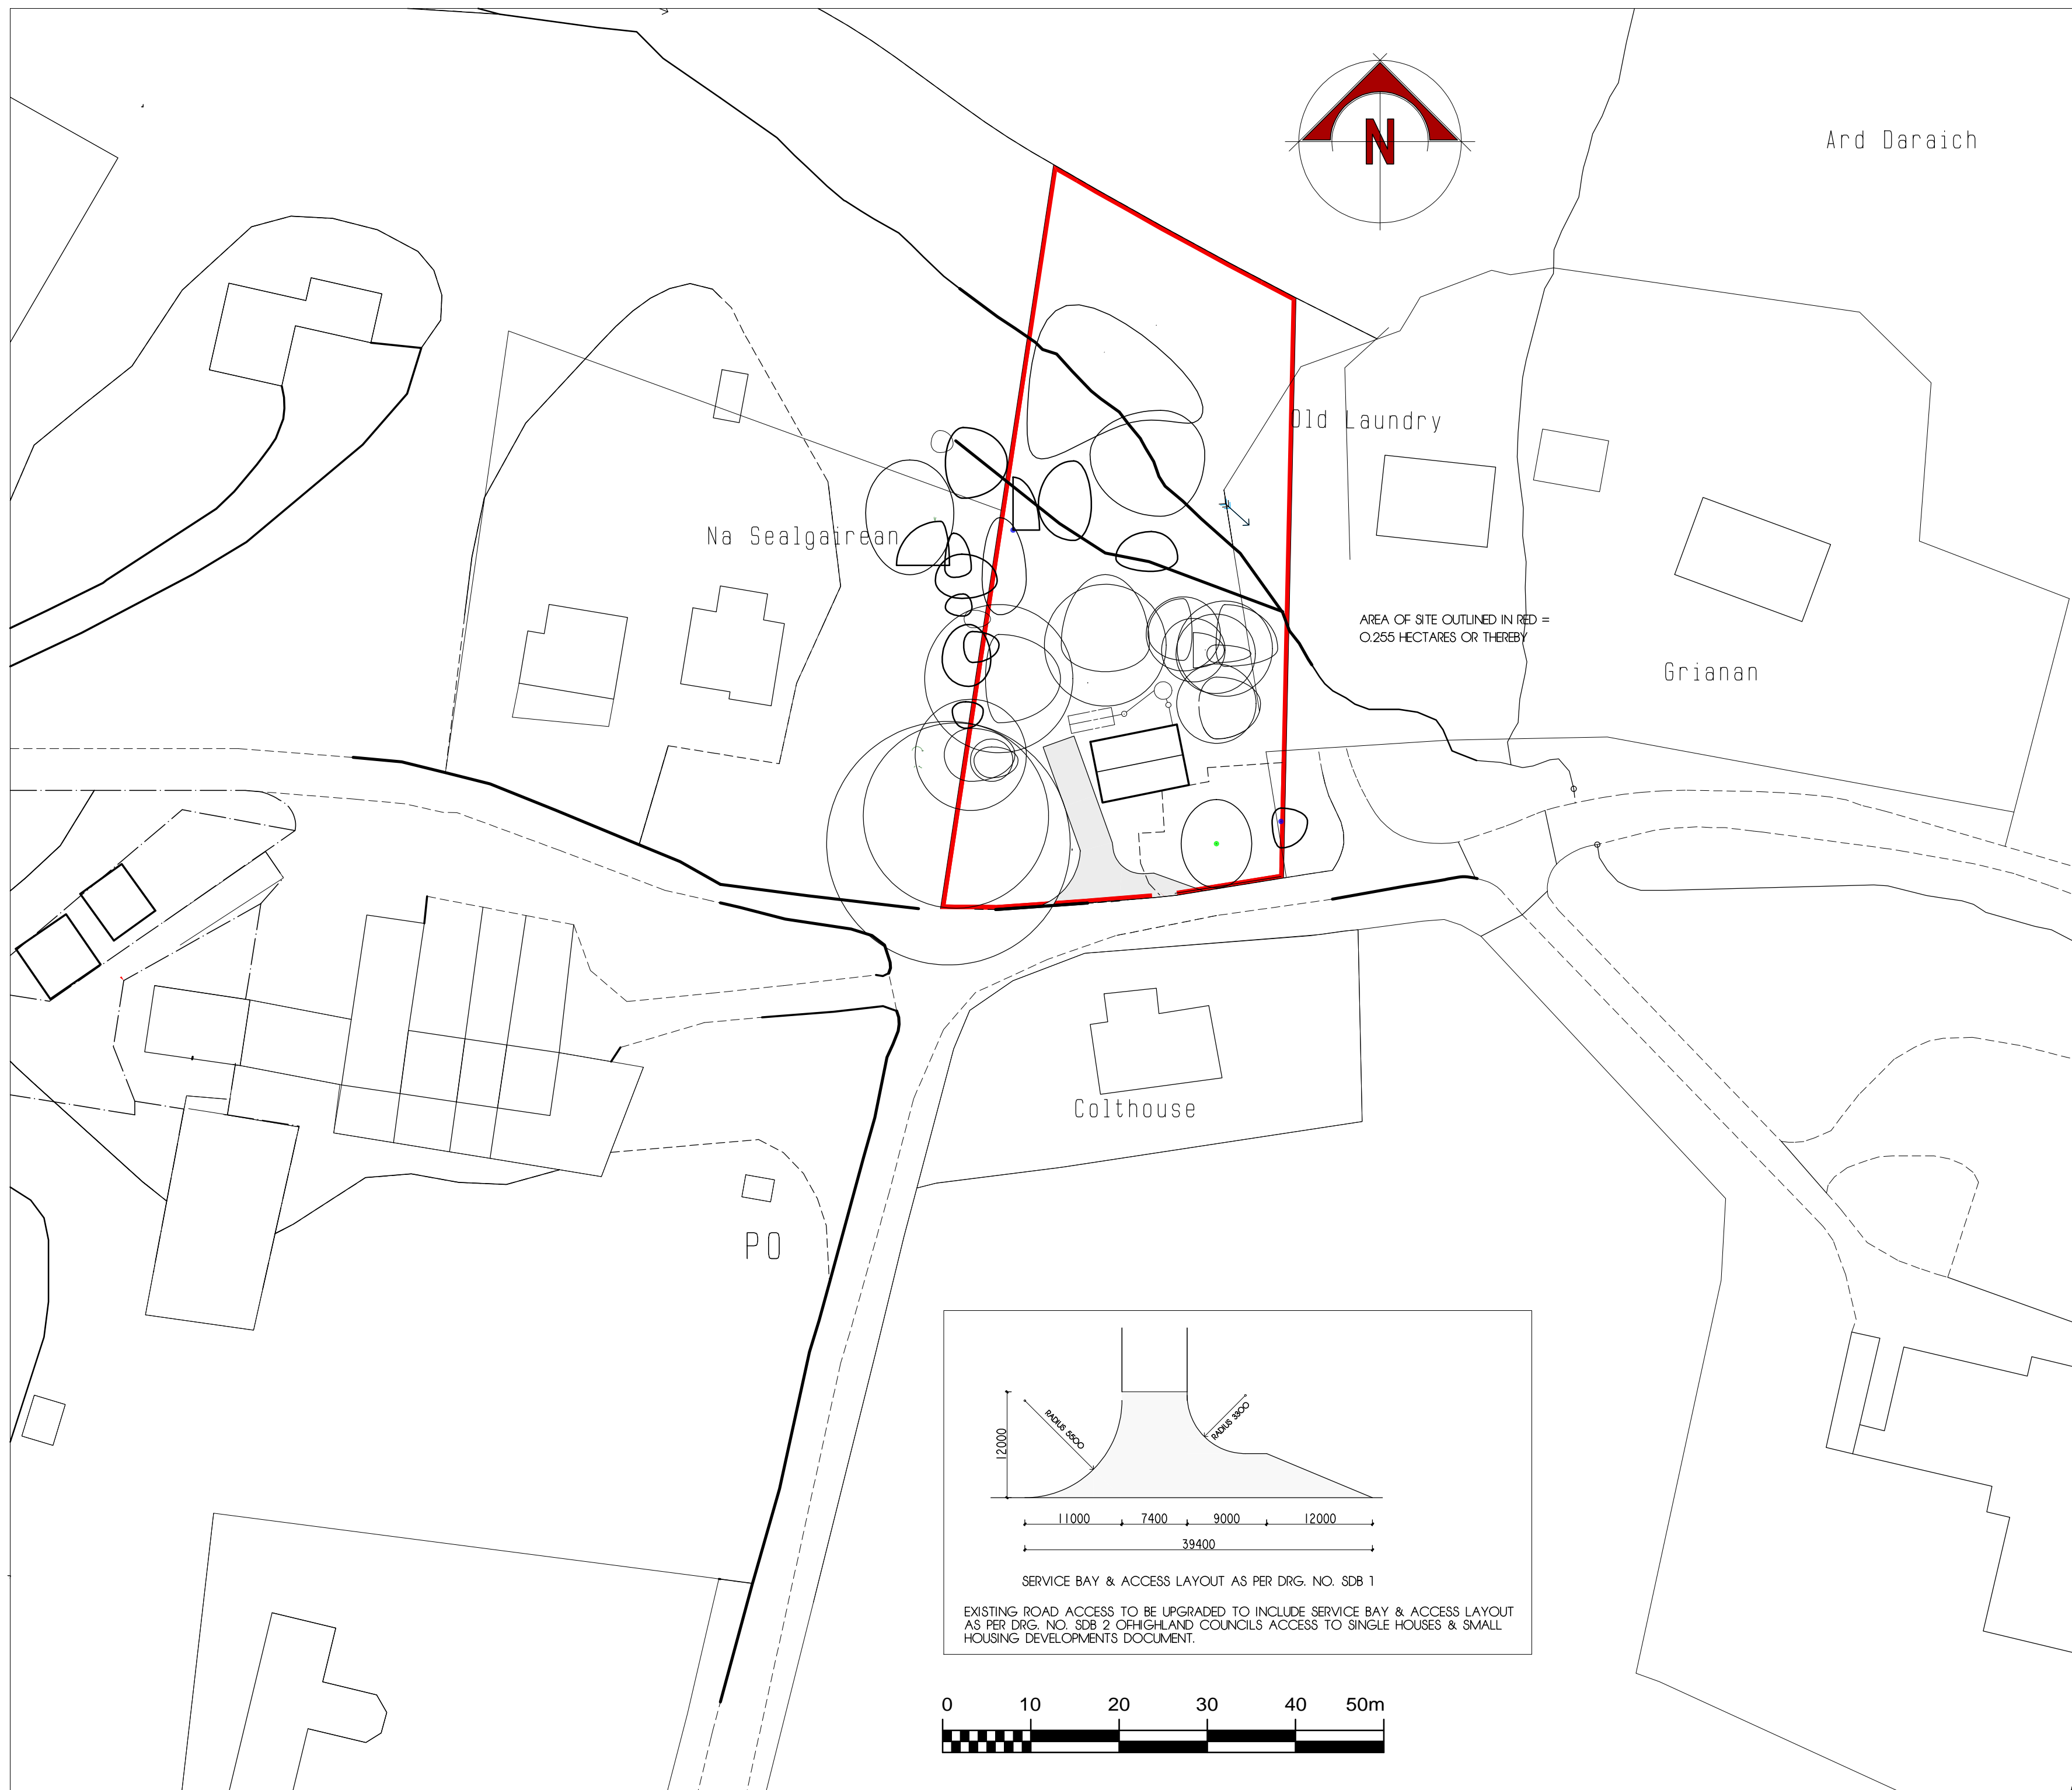 N
Ard Daraich
Old Laundry
Na Sealgairean
AREA OF SITE OUTLINED IN RED =
0.255 HECTARES OR THEREBY
Grianan
Colthouse
PO
RADIUS 5500
RADIUS 3300
12000
11000 7400 9000 12000
39400
SERVICE BAY & ACCESS LAYOUT AS PER DRG. NO. SDB 1
EXISTING ROAD ACCESS TO BE UPGRADED TO INCLUDE SERVICE BAY & ACCESS LAYOUT
AS PER DRG. NO. SDB 2 OFHIGHLAND COUNCILS ACCESS TO SINGLE HOUSES & SMALL
HOUSING DEVELOPMENTS DOCUMENT.
0 10 20 30 40 50m